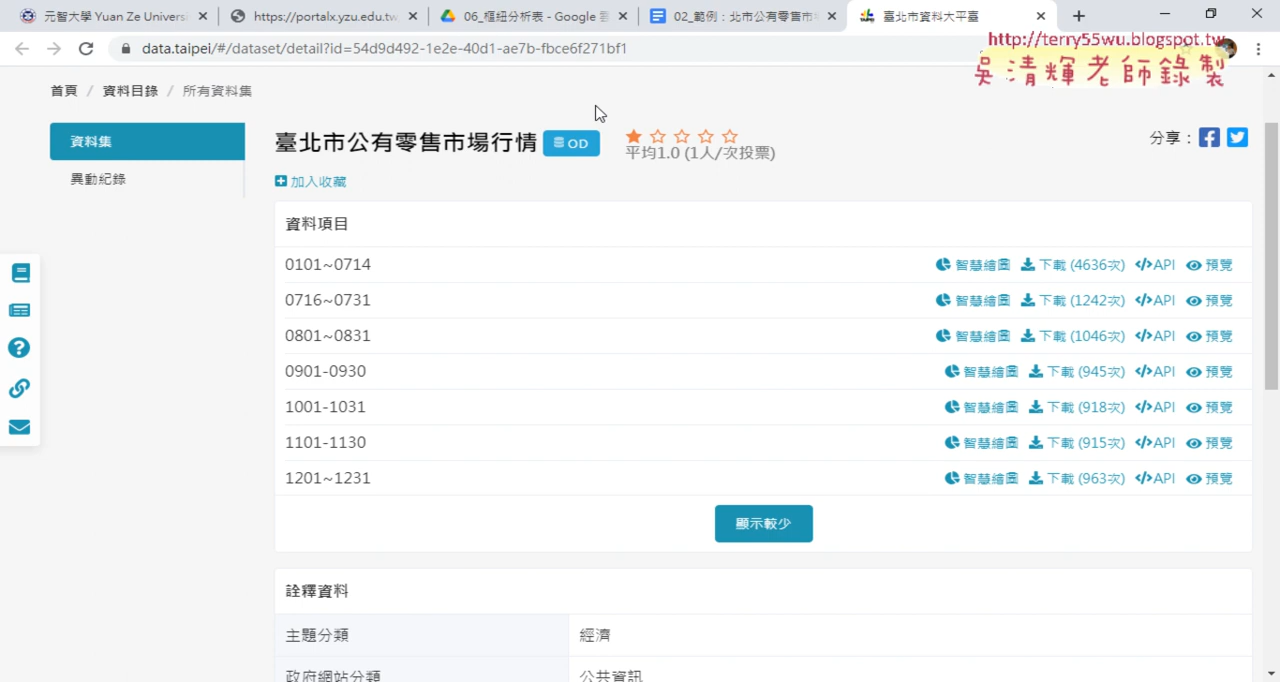 元智大學 Yuan Ze Univers
https://portalx.yzu.edu.tw
06_樞紐分析表 - Google 雲
02_範例：北市公有零售市場
臺北市資料大平臺
data.taipei/#/dataset/detail?id=54d9d492-1e2e-40d1-ae7b-fbce6f271bf1
http://terry55wu.blogspot.tw
吳清輝老師錄製
首頁 / 資料目錄 / 所有資料集
資料集
異動紀錄
臺北市公有零售市場行情 OD
平均1.0 (1人/次投票)
分享：
加入收藏
資料項目
0101~0714 智慧繪圖 下載 (4636次) </>API 預覽
0716~0731 智慧繪圖 下載 (1242次) </>API 預覽
0801~0831 智慧繪圖 下載 (1046次) </>API 預覽
0901-0930 智慧繪圖 下載 (945次) </>API 預覽
1001-1031 智慧繪圖 下載 (918次) </>API 預覽
1101-1130 智慧繪圖 下載 (915次) </>API 預覽
1201~1231 智慧繪圖 下載 (963次) </>API 預覽
顯示較少
詮釋資料
主題分類 經濟
政府網站分類 公共資訊